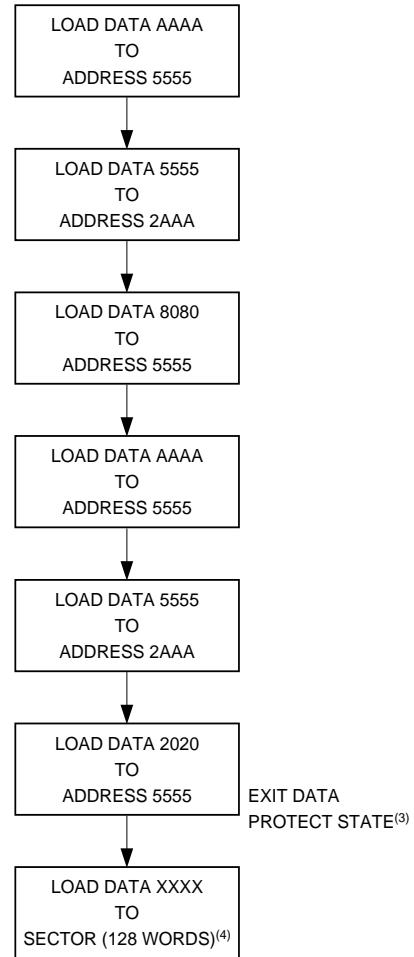 LOAD DATA AAAA
TO
ADDRESS 5555
LOAD DATA 5555
TO
ADDRESS 2AAA
LOAD DATA 8080
TO
ADDRESS 5555
LOAD DATA AAAA
TO
ADDRESS 5555
LOAD DATA 5555
TO
ADDRESS 2AAA
LOAD DATA 2020
TO
ADDRESS 5555
EXIT DATA
PROTECT STATE(3)
LOAD DATA XXXX
TO
SECTOR (128 WORDS)(4)